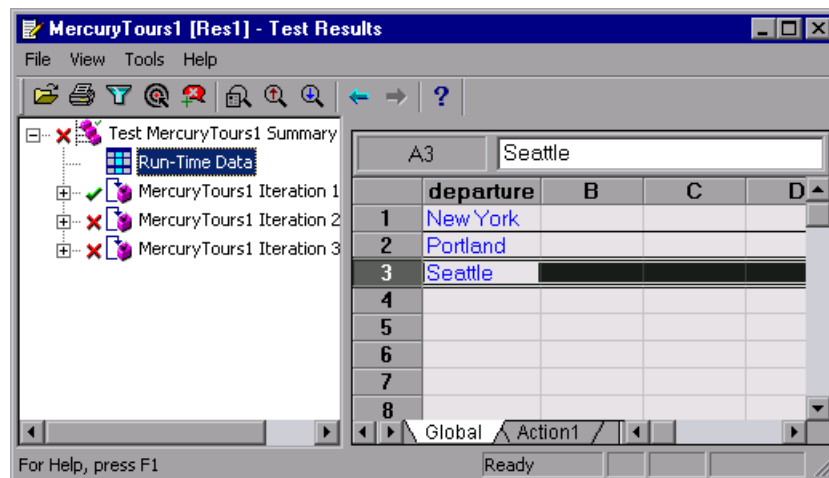 MercuryTours1 [Res1] - Test Results
File View Tools Help
?
Test MercuryTours1 Summary
Run-Time Data
MercuryTours1 Iteration 1
MercuryTours1 Iteration 2
MercuryTours1 Iteration 3
A3 Seattle
departure B C D
1 New York
2 Portland
3 Seattle
4
5
6
7
8
Global Action1
For Help, press F1 Ready